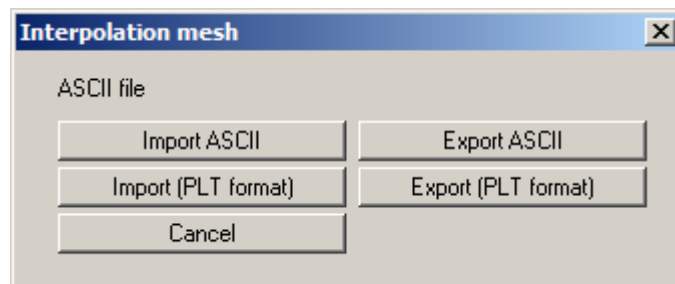 Interpolation mesh
ASCII file
Import ASCII Export ASCII
Import (PLT format) Export (PLT format)
Cancel